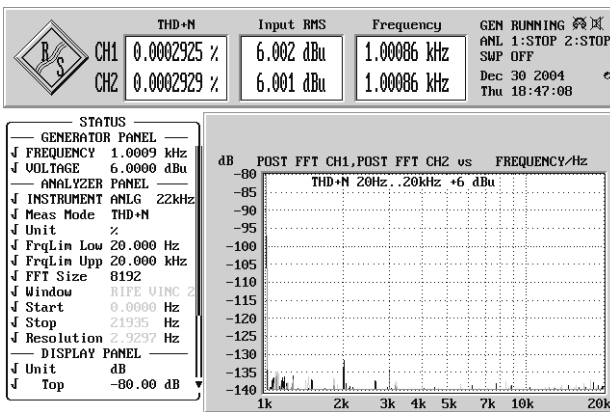 THD+N Input RMS Frequency
GEN RUNNING
ANL 1:STOP 2:STOP
SWP OFF
Dec 30 2004
Thu 18:47:08
R S
CH1 0.0002925 % 6.002 dBu 1.00086 kHz
CH2 0.0002929 % 6.001 dBu 1.00086 kHz
STATUS
GENERATOR PANEL
FREQUENCY 1.0009 kHz
VOLTAGE 6.0000 dBu
ANALYZER PANEL
INSTRUMENT ANLG 22kHz
Meas Mode THD+N
Unit %
FrqLim Low 20.000 Hz
FrqLim Upp 20.000 kHz
FFT Size 8192
Window RIFE VINC 2
Start 0.0000 Hz
Stop 21935 Hz
Resolution 2.9297 Hz
DISPLAY PANEL
Unit dB
Top -80.00 dB
dB POST FFT CH1,POST FFT CH2 vs FREQUENCY/Hz
THD+N 20Hz..20kHz +6 dBu
-80
-85
-90
-95
-100
-105
-110
-115
-120
-125
-130
-135
-140
1k 2k 3k 4k 5k 7k 10k 20k